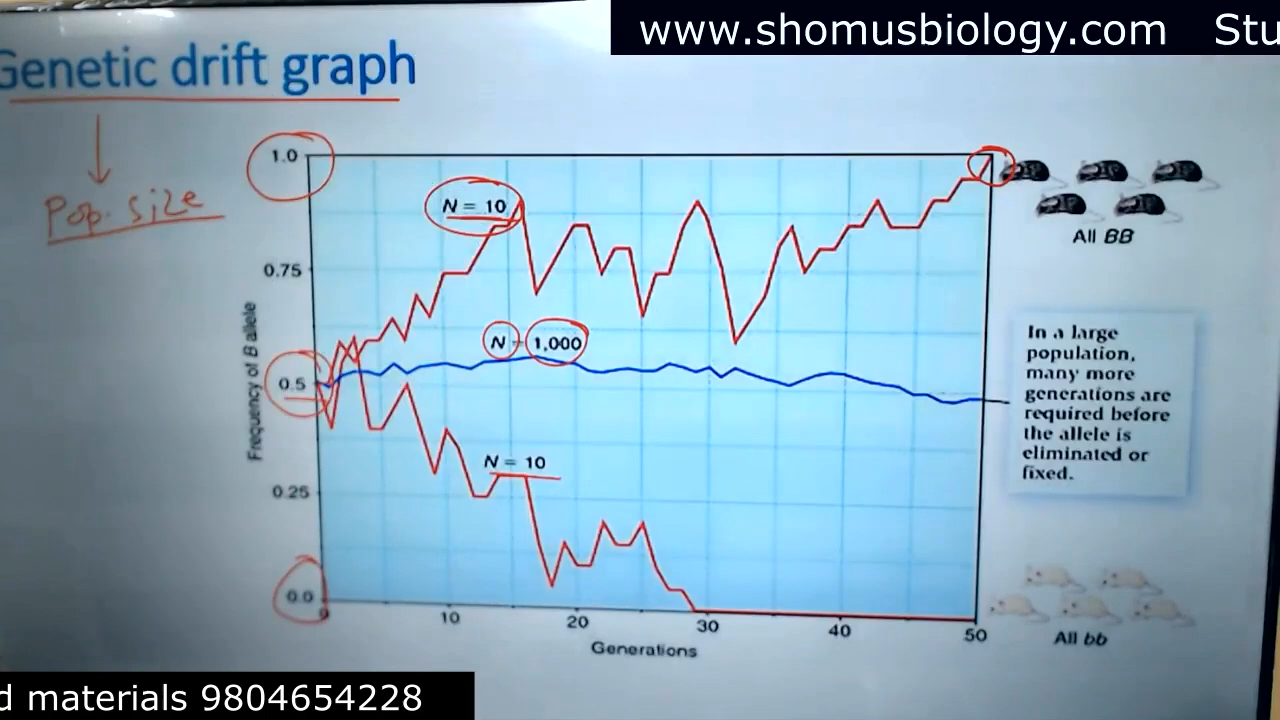 www.shomusbiology.com Stu
Genetic drift graph
Pop. size
1.0
0.75
0.5
0.25
0.0
Frequency of B allele
N = 10
N = 1,000
N = 10
0
10
20
30
40
50
Generations
All BB
In a large
population,
many more
generations are
required before
the allele is
eliminated or
fixed.
All bb
d materials 9804654228